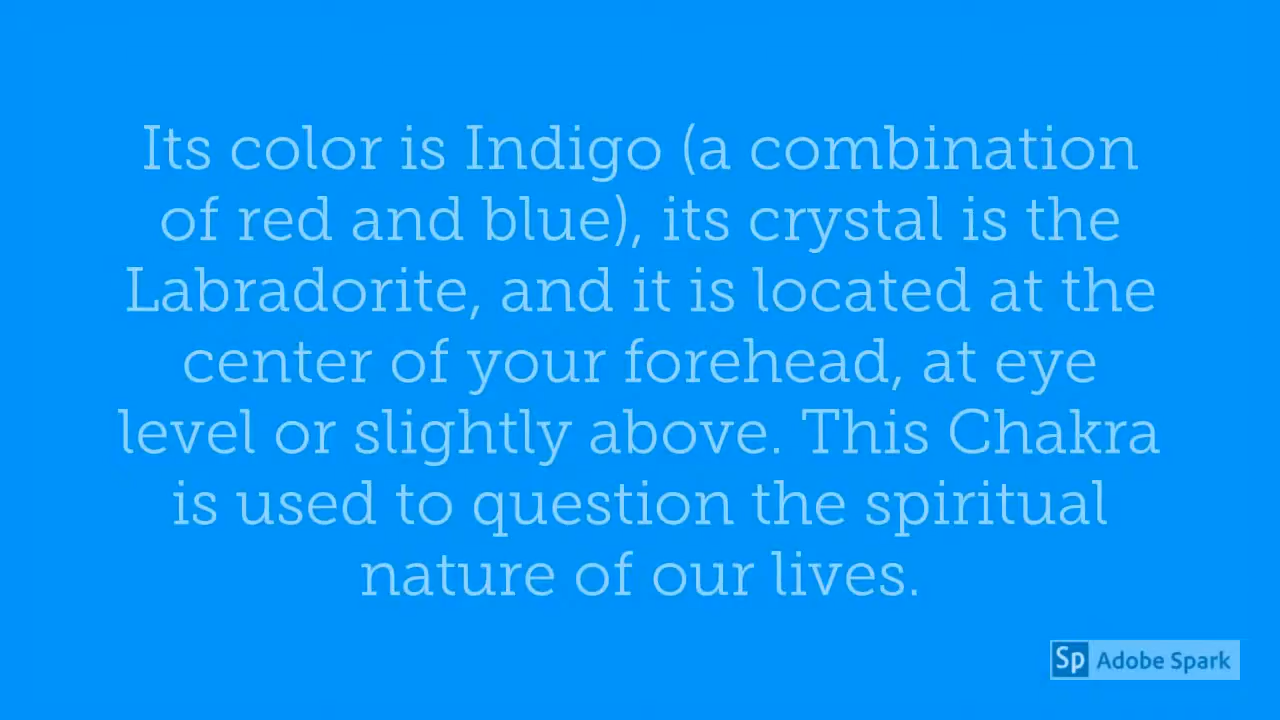 Its color is Indigo (a combination
of red and blue), its crystal is the
Labradorite, and it is located at the
center of your forehead, at eye
level or slightly above. This Chakra
is used to question the spiritual
nature of our lives.
Sp Adobe Spark